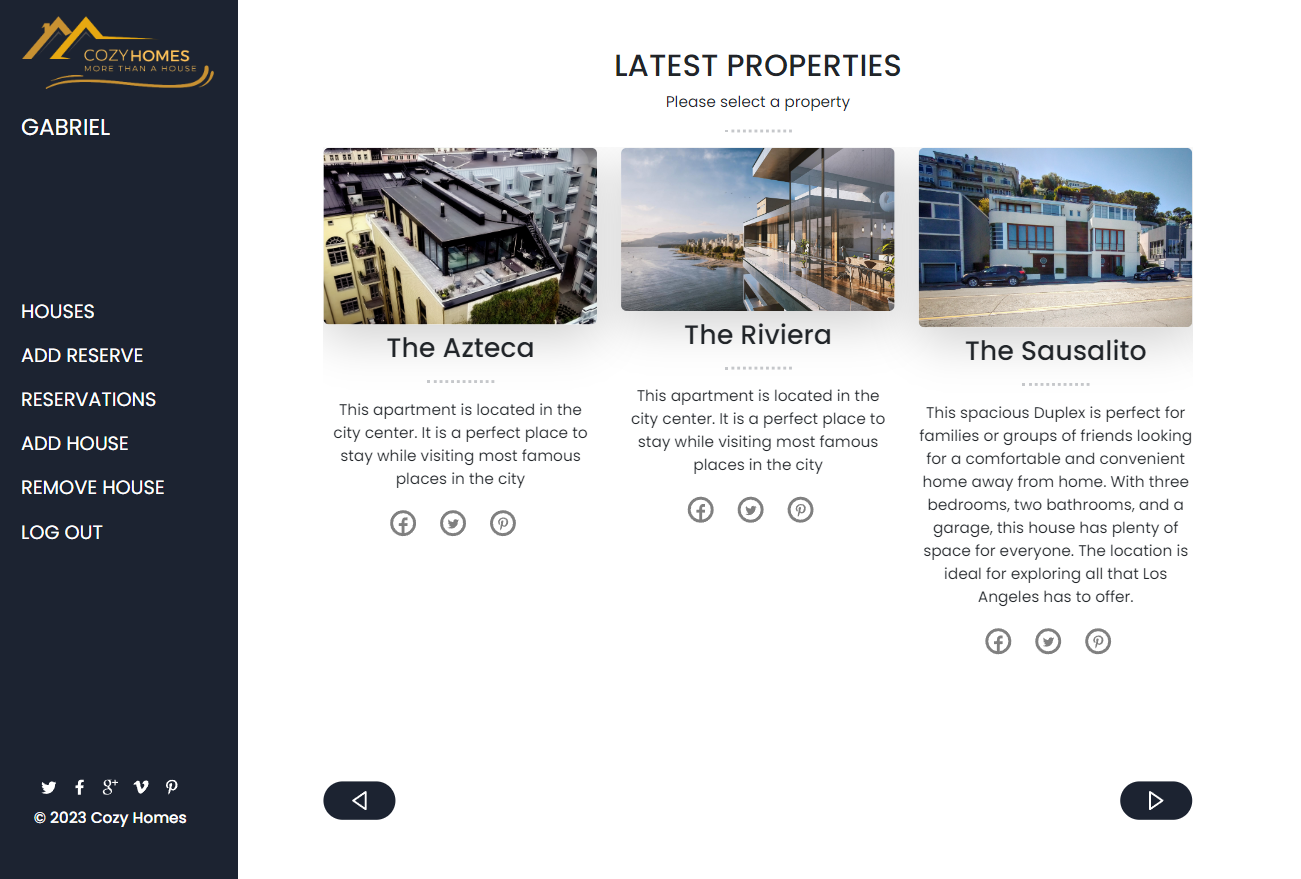 COZYHOMES
MORE THAN A HOUSE
GABRIEL
HOUSES
ADD RESERVE
RESERVATIONS
ADD HOUSE
REMOVE HOUSE
LOG OUT
© 2023 Cozy Homes
LATEST PROPERTIES
Please select a property
The Azteca
This apartment is located in the
city center. It is a perfect place to
stay while visiting most famous
places in the city
The Riviera
This apartment is located in the
city center. It is a perfect place to
stay while visiting most famous
places in the city
The Sausalito
This spacious Duplex is perfect for
families or groups of friends looking
for a comfortable and convenient
home away from home. With three
bedrooms, two bathrooms, and a
garage, this house has plenty of
space for everyone. The location is
ideal for exploring all that Los
Angeles has to offer.